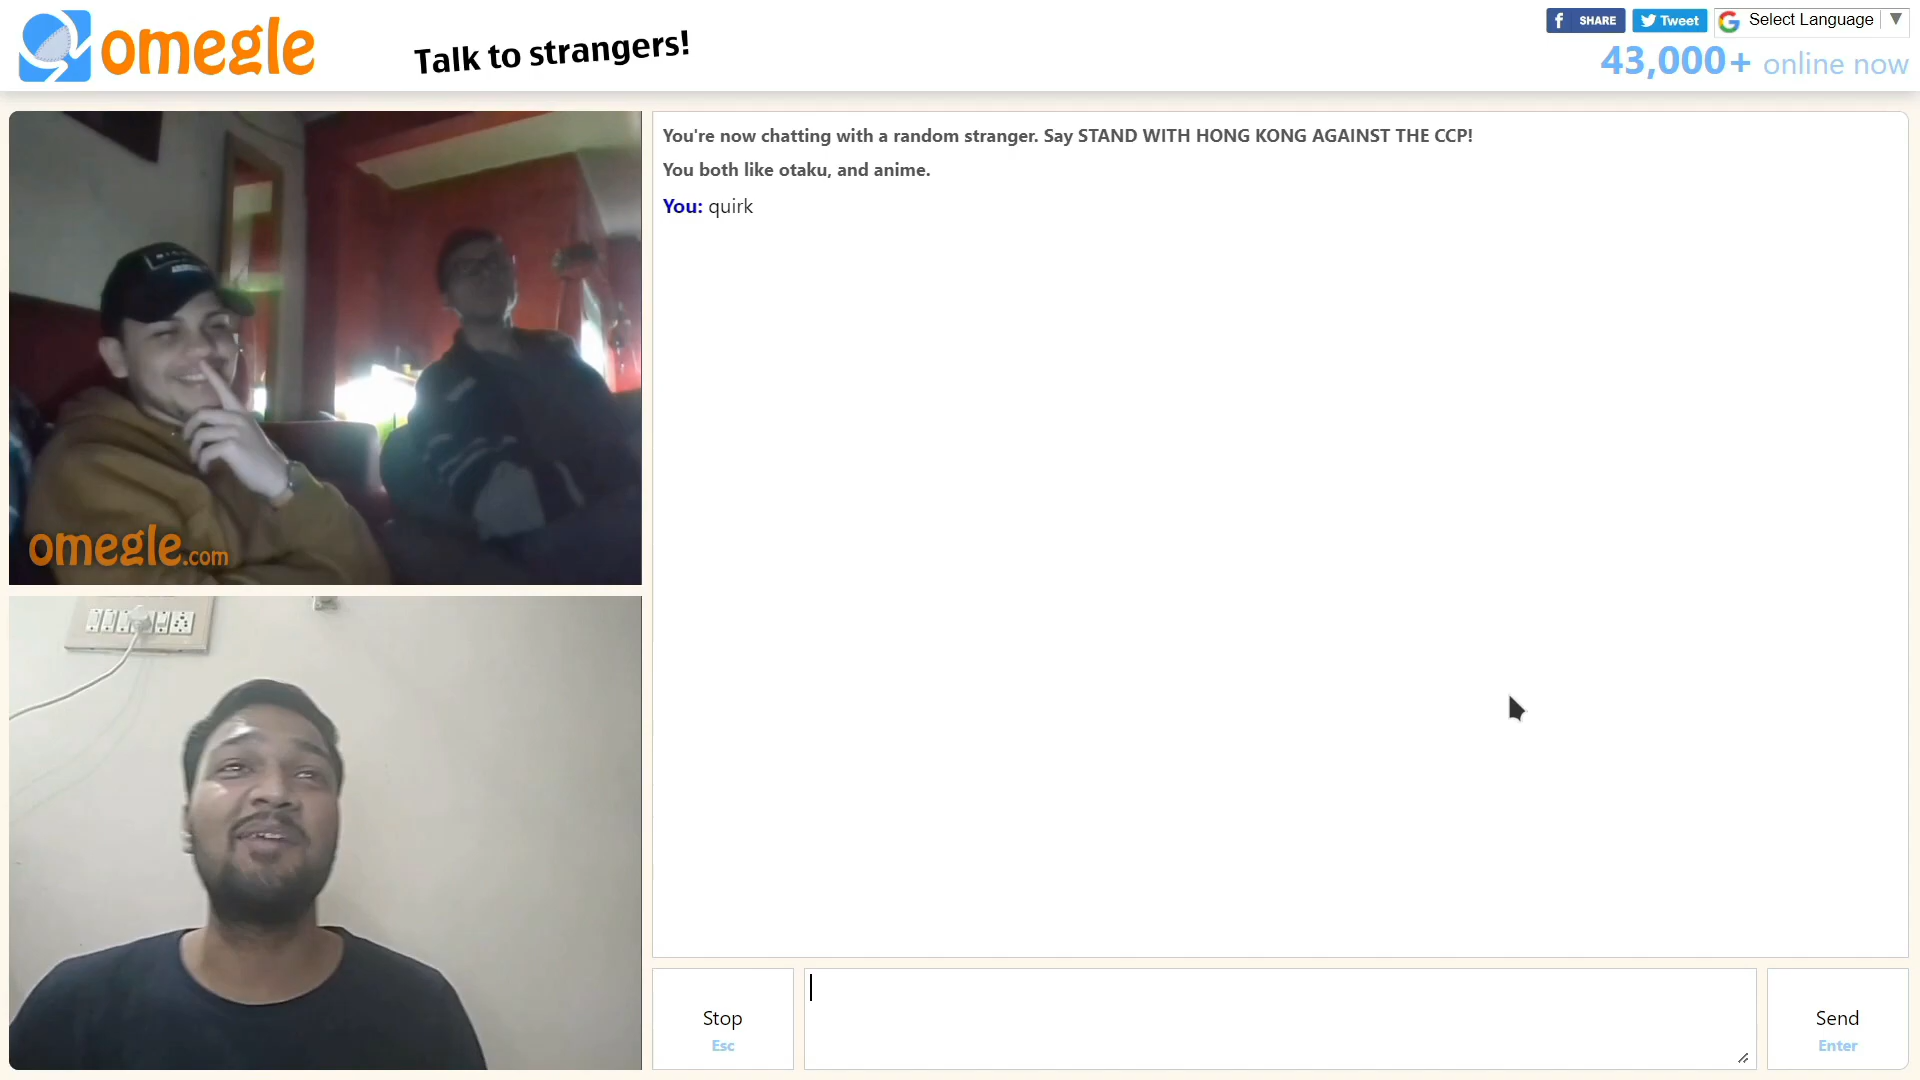 omegle
Talk to strangers!
SHARE
Tweet
Select Language
43,000+ online now
You're now chatting with a random stranger. Say STAND WITH HONG KONG AGAINST THE CCP!
You both like otaku, and anime.
You: quirk
omegle.com
Stop
Esc
Send
Enter